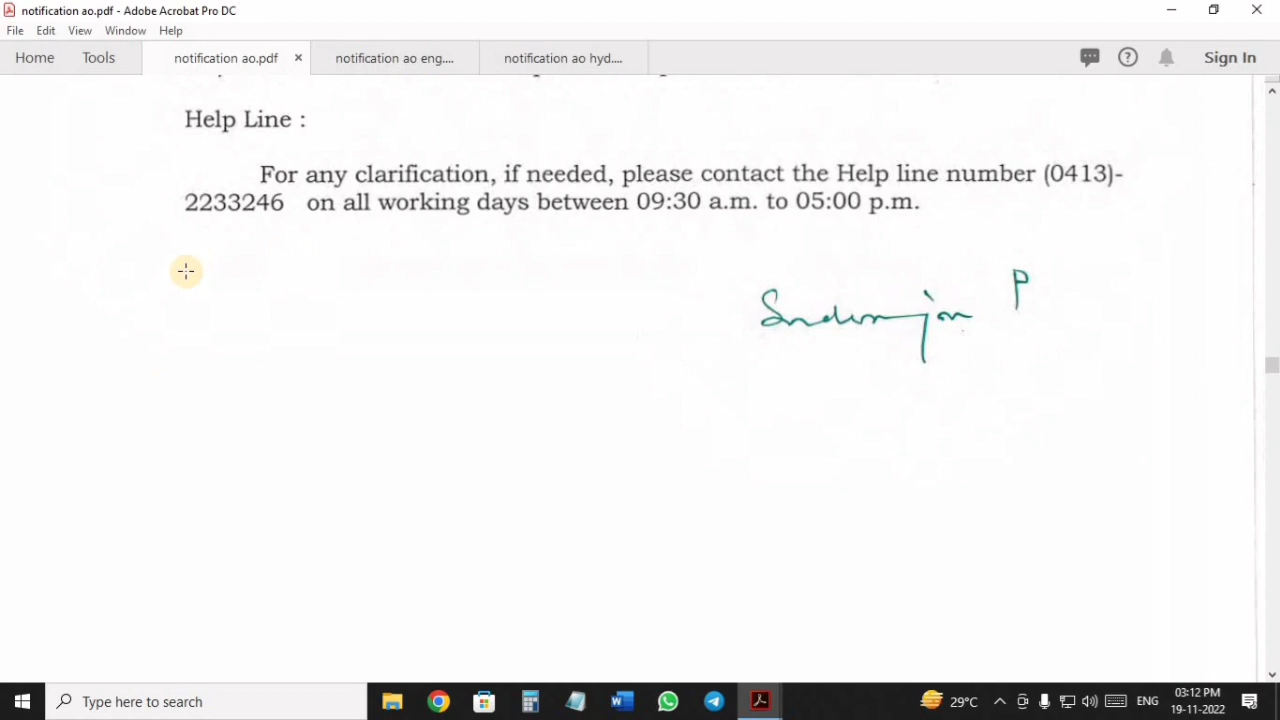 notification ao.pdf - Adobe Acrobat Pro DC
File Edit View Window Help
Home Tools notification ao.pdf × notification ao eng.... notification ao hyd.... Sign In
Help Line :
For any clarification, if needed, please contact the Help line number (0413)-
2233246 on all working days between 09:30 a.m. to 05:00 p.m.
P
Type here to search
29°C ENG 03:12 PM
19-11-2022